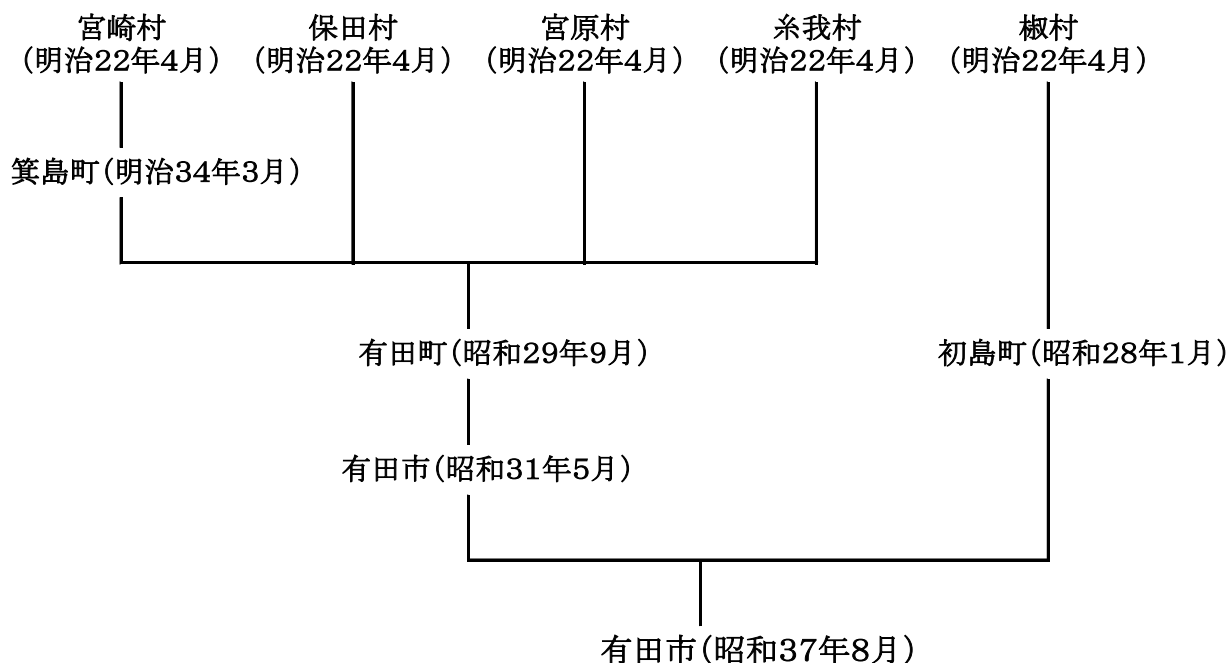 宮崎村
(明治22年4月)
保田村
(明治22年4月)
宮原村
(明治22年4月)
糸我村
(明治22年4月)
椒村
(明治22年4月)
箕島町(明治34年3月)
有田町(昭和29年9月)
初島町(昭和28年1月)
有田市(昭和31年5月)
有田市(昭和37年8月)